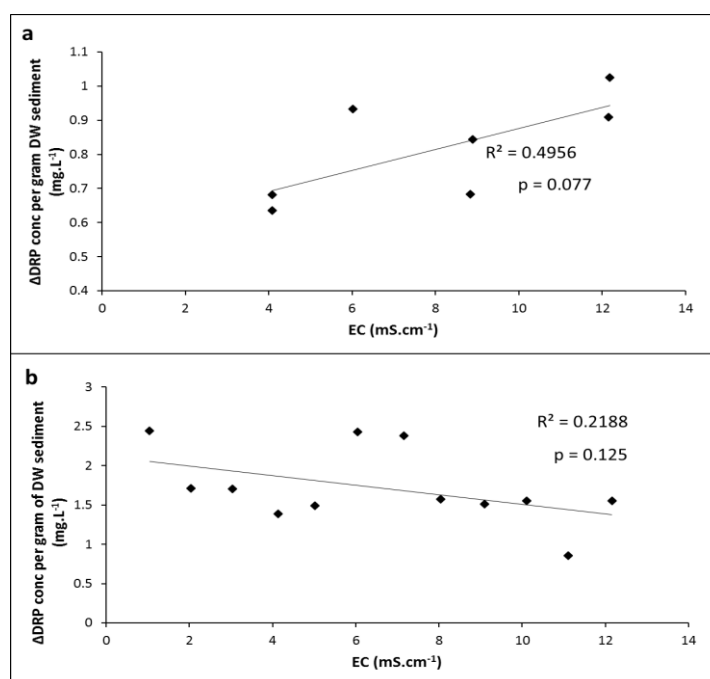 a
ΔDRP conc per gram DW sediment
(mg.L⁻¹)
1.1
1
0.9
0.8
0.7
0.6
0.5
0.4
R² = 0.4956
p = 0.077
0 2 4 6 8 10 12 14
EC (mS.cm⁻¹)
b
ΔDRP conc per gram of DW sediment
(mg.L⁻¹)
3
2.5
2
1.5
1
0.5
0
R² = 0.2188
p = 0.125
0 2 4 6 8 10 12 14
EC (mS.cm⁻¹)